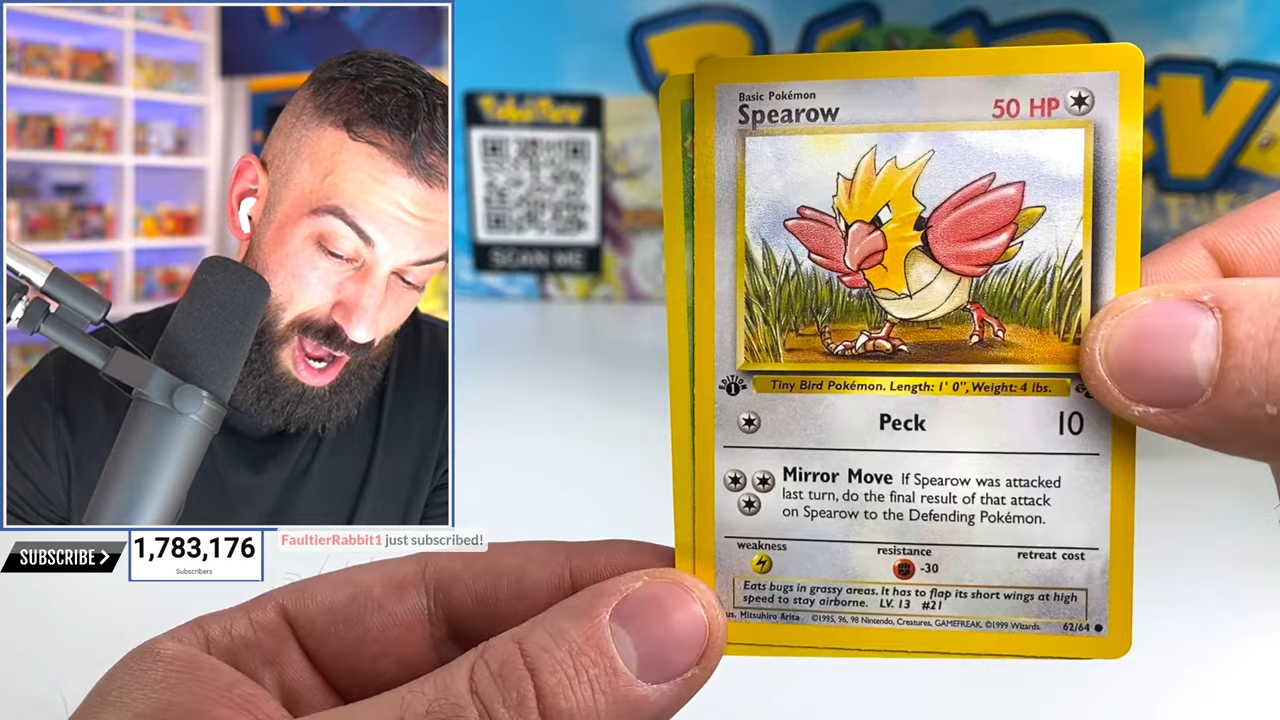 Basic Pokémon
Spearow
50 HP
EDITION
1
Tiny Bird Pokémon. Length: 1' 0", Weight: 4 lbs.
Peck 10
Mirror Move If Spearow was attacked
last turn, do the final result of that attack
on Spearow to the Defending Pokémon.
weakness
resistance
retreat cost
-30
Eats bugs in grassy areas. It has to flap its short wings at high
speed to stay airborne. LV. 13 #21
us. Mitsuhiro Arita
©1995, 96, 98 Nintendo, Creatures, GAMEFREAK. ©1999 Wizards.
62/64
SCAN ME
SUBSCRIBE
1,783,176
Subscribers
FaultierRabbit1 just subscribed!